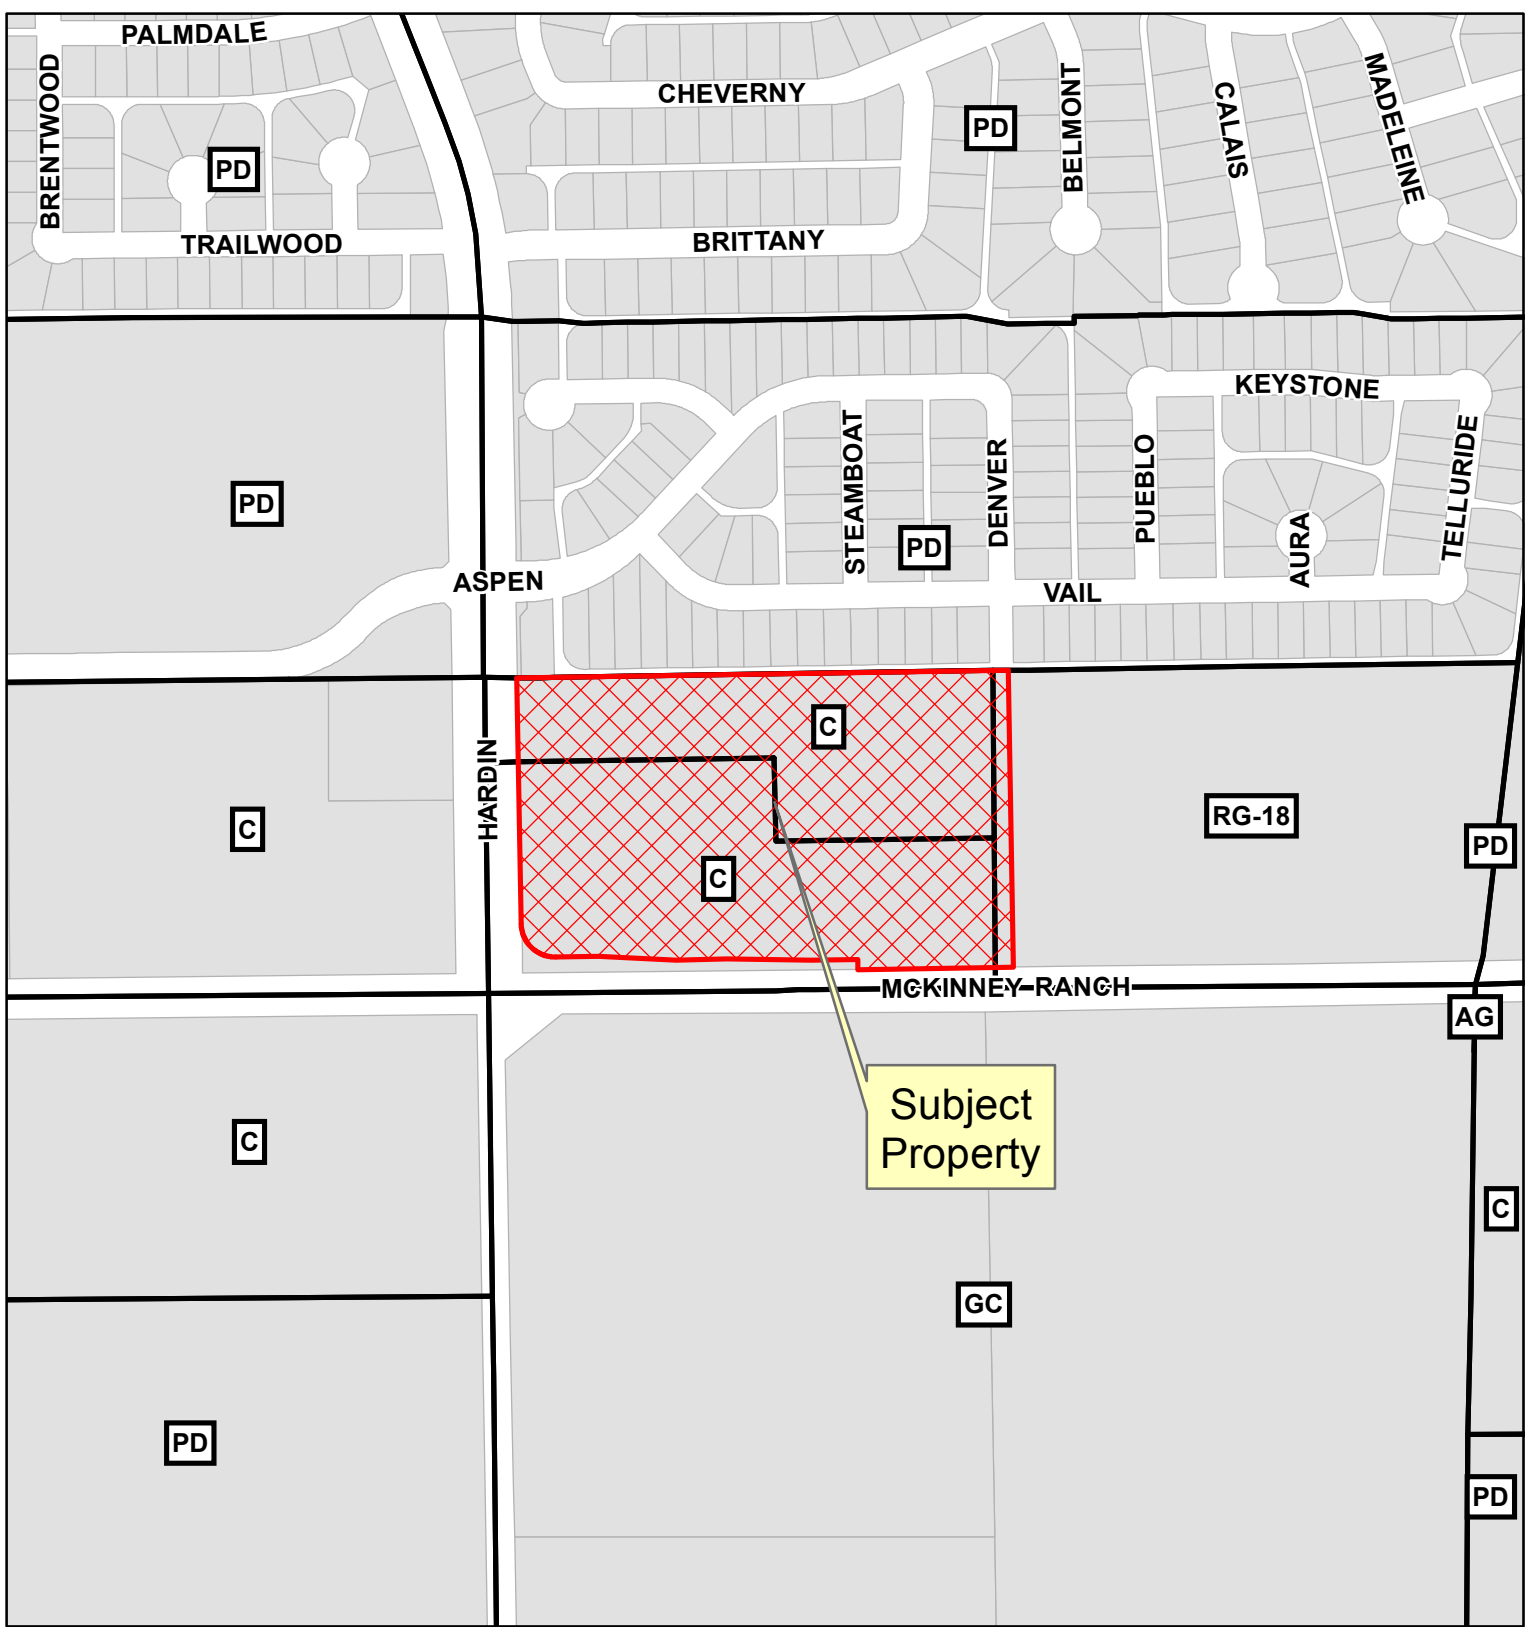 PALMDALE
BRENTWOOD
CHEVERNY
BELMONT
CALAIS
MADELEINE
PD
PD
TRAILWOOD
BRITTANY
KEYSTONE
STEAMBOAT
DENVER
PUEBLO
TELLURIDE
PD
PD
AURA
ASPEN
VAIL
C
HARDIN
C
RG-18
PD
C
MCKINNEY RANCH
AG
Subject
Property
C
C
GC
PD
PD